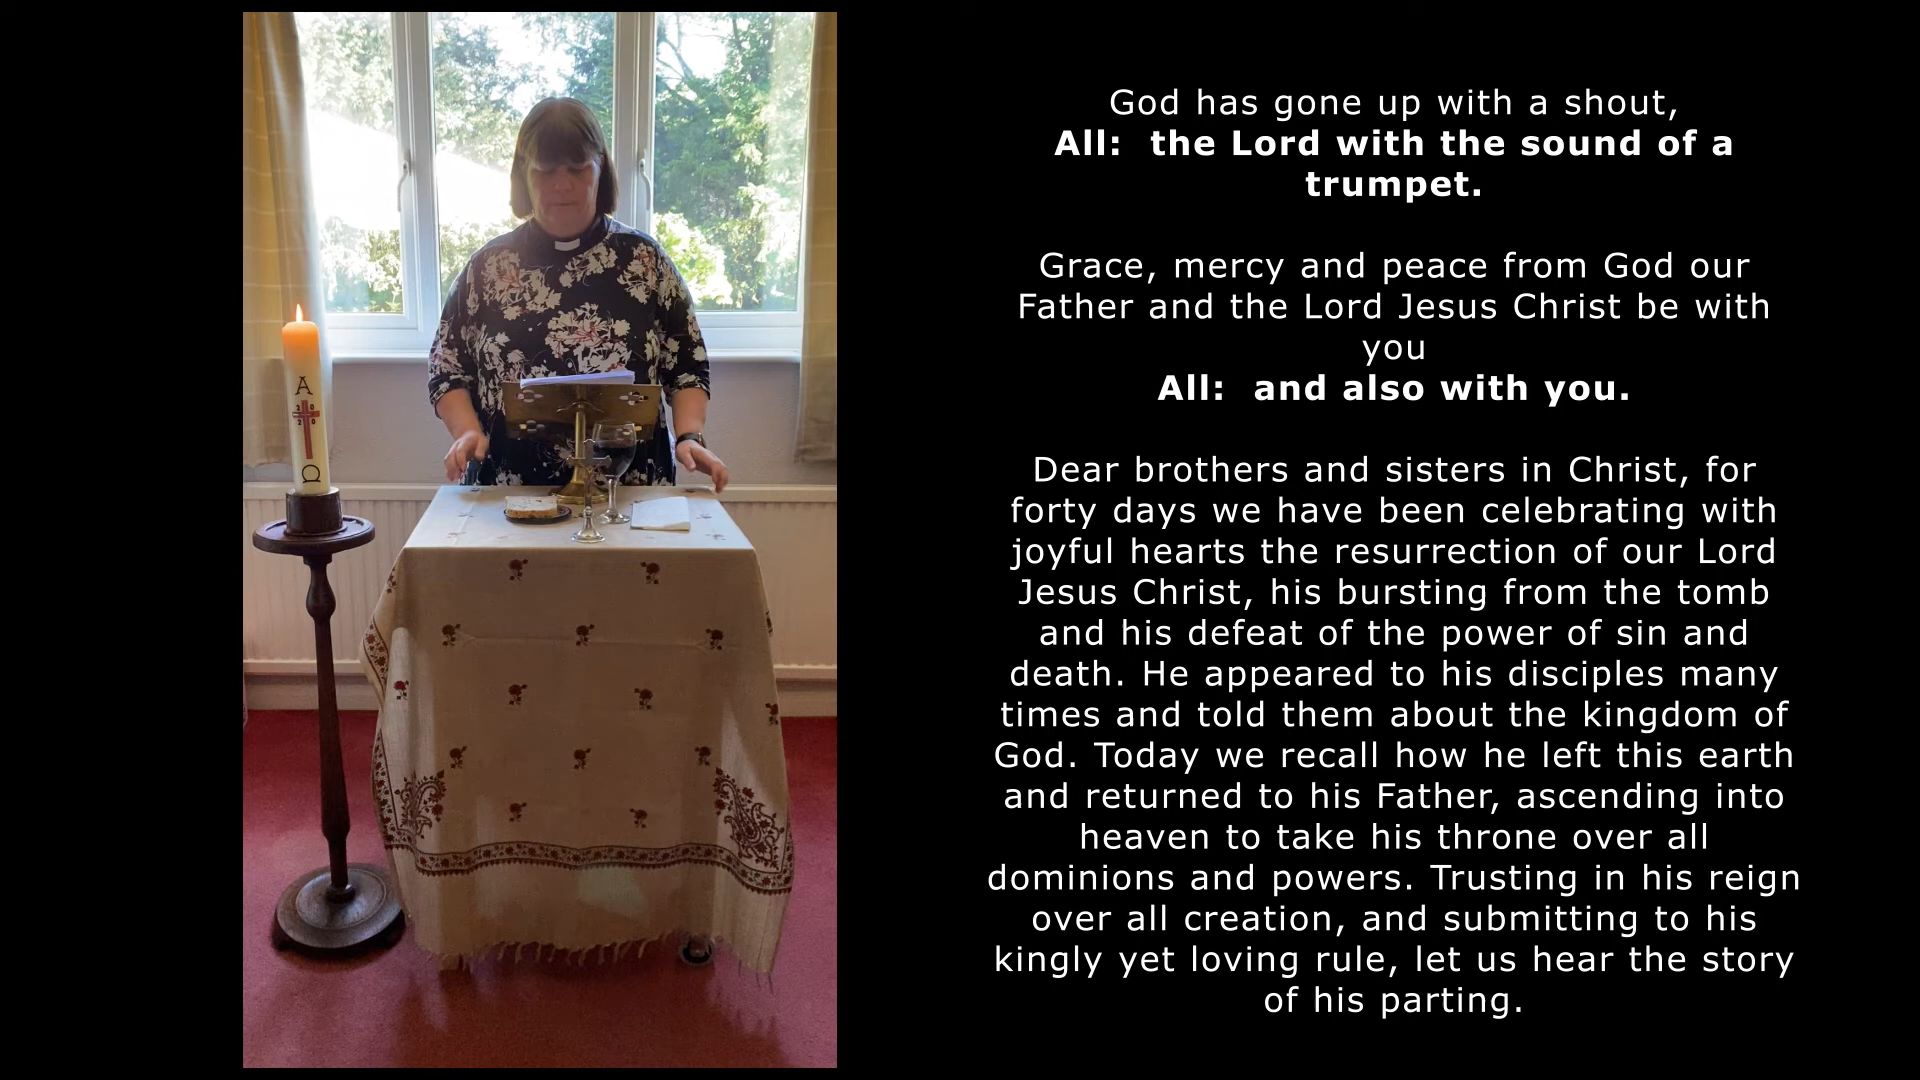 God has gone up with a shout,
All:  the Lord with the sound of a
trumpet.
Grace, mercy and peace from God our
Father and the Lord Jesus Christ be with
you
All:  and also with you.
Dear brothers and sisters in Christ, for
forty days we have been celebrating with
joyful hearts the resurrection of our Lord
Jesus Christ, his bursting from the tomb
and his defeat of the power of sin and
death. He appeared to his disciples many
times and told them about the kingdom of
God. Today we recall how he left this earth
and returned to his Father, ascending into
heaven to take his throne over all
dominions and powers. Trusting in his reign
over all creation, and submitting to his
kingly yet loving rule, let us hear the story
of his parting.
Α
20
20
Ω